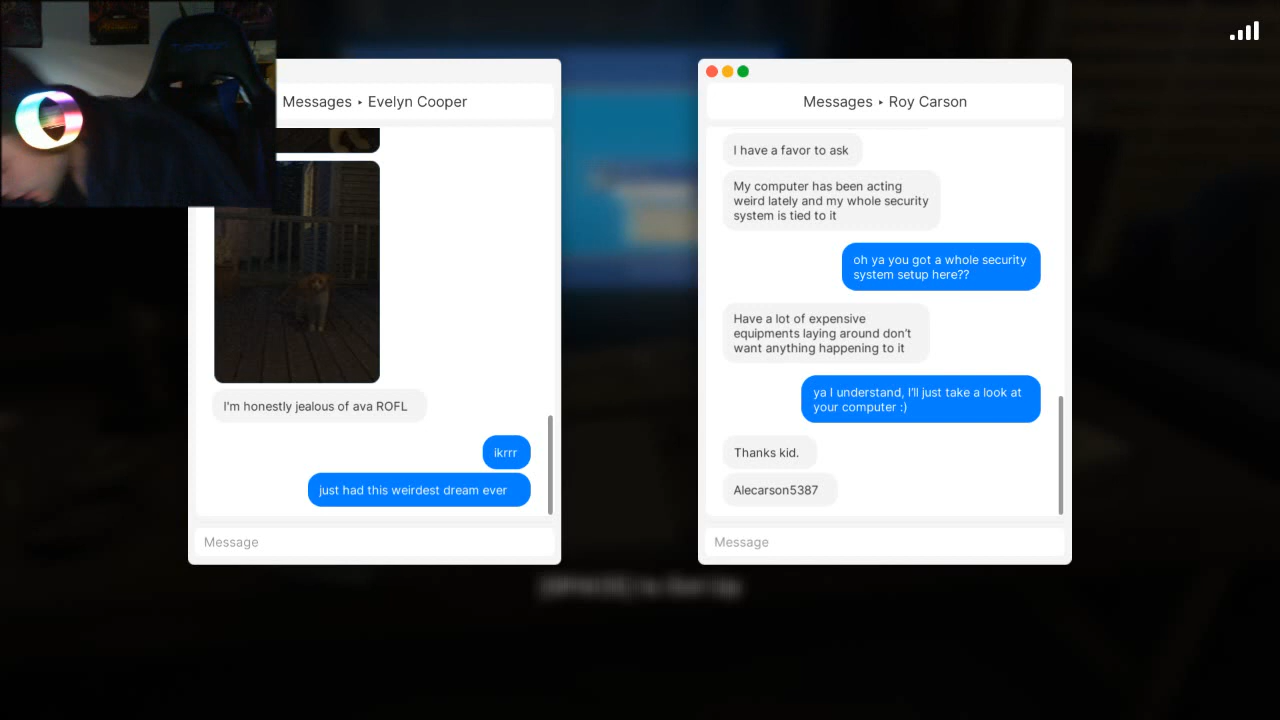 Messages ▸ Evelyn Cooper
I'm honestly jealous of ava ROFL
ikrrr
just had this weirdest dream ever
Message
Messages ▸ Roy Carson
I have a favor to ask
My computer has been acting
weird lately and my whole security
system is tied to it
oh ya you got a whole security
system setup here??
Have a lot of expensive
equipments laying around don't
want anything happening to it
ya I understand, I'll just take a look at
your computer :)
Thanks kid.
Alecarson5387
Message